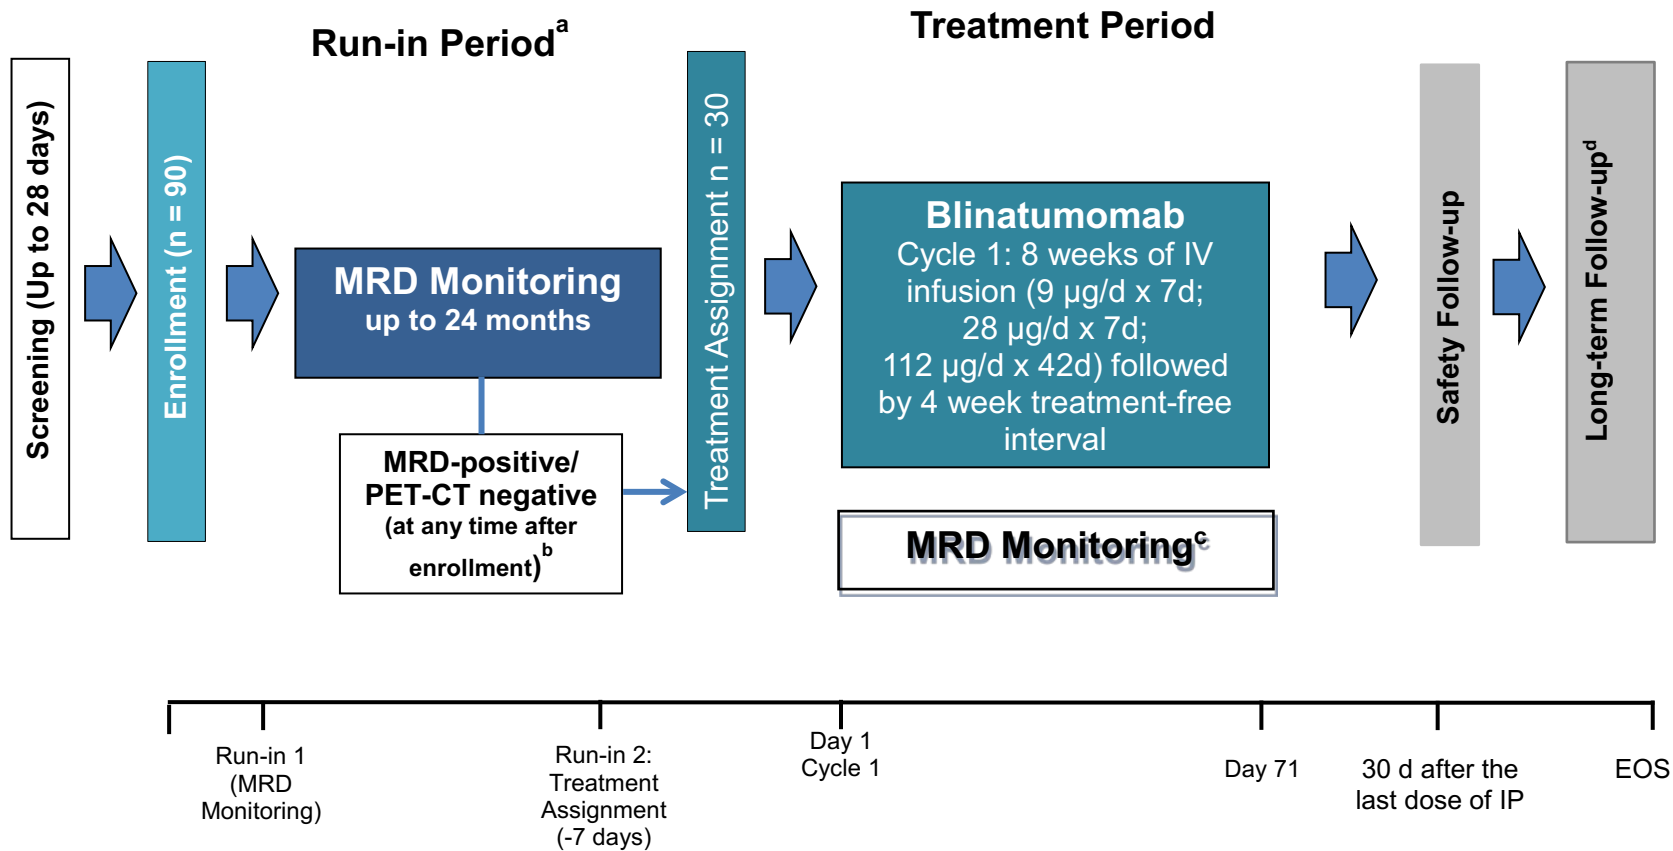 Run-in Periodᵃ
Treatment Period
Screening (Up to 28 days)
Enrollment (n = 90)
MRD Monitoring
up to 24 months
MRD-positive/
PET-CT negative
(at any time after
enrollment)ᵇ
Treatment Assignment n = 30
Blinatumomab
Cycle 1: 8 weeks of IV
infusion (9 µg/d x 7d;
28 µg/d x 7d;
112 µg/d x 42d) followed
by 4 week treatment-free
interval
MRD Monitoringᶜ
Safety Follow-up
Long-term Follow-upᵈ
Run-in 1
(MRD
Monitoring)
Run-in 2:
Treatment
Assignment
(-7 days)
Day 1
Cycle 1
Day 71
30 d after the
last dose of IP
EOS